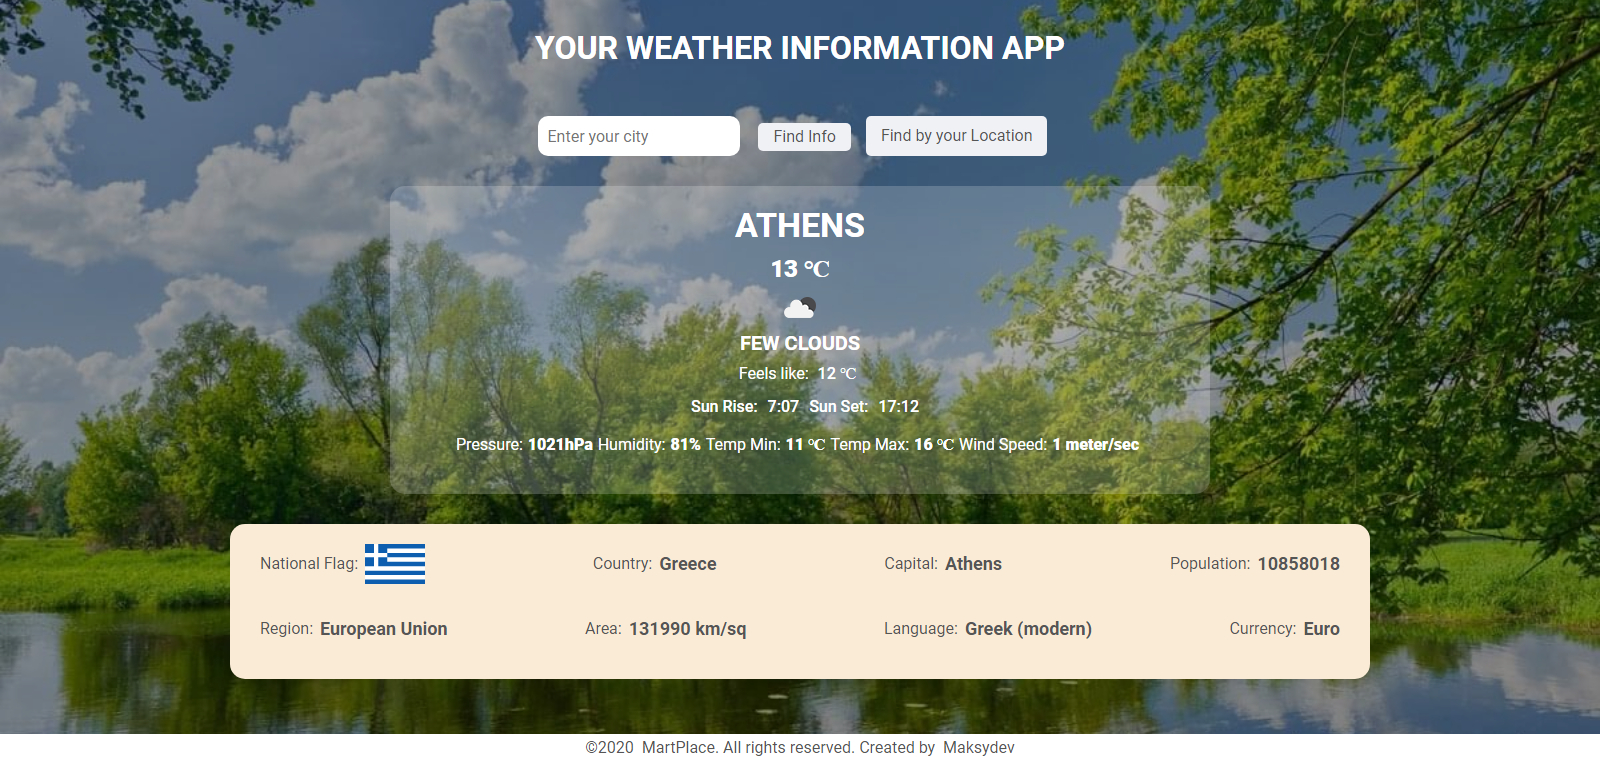 YOUR WEATHER INFORMATION APP
Enter your city Find Info Find by your Location
ATHENS
13 ℃
FEW CLOUDS
Feels like: 12 ℃
Sun Rise: 7:07 Sun Set: 17:12
Pressure: 1021hPa Humidity: 81% Temp Min: 11 ℃ Temp Max: 16 ℃ Wind Speed: 1 meter/sec
National Flag: Country: Greece Capital: Athens Population: 10858018
Region: European Union Area: 131990 km/sq Language: Greek (modern) Currency: Euro
©2020 MartPlace. All rights reserved. Created by Maksydev